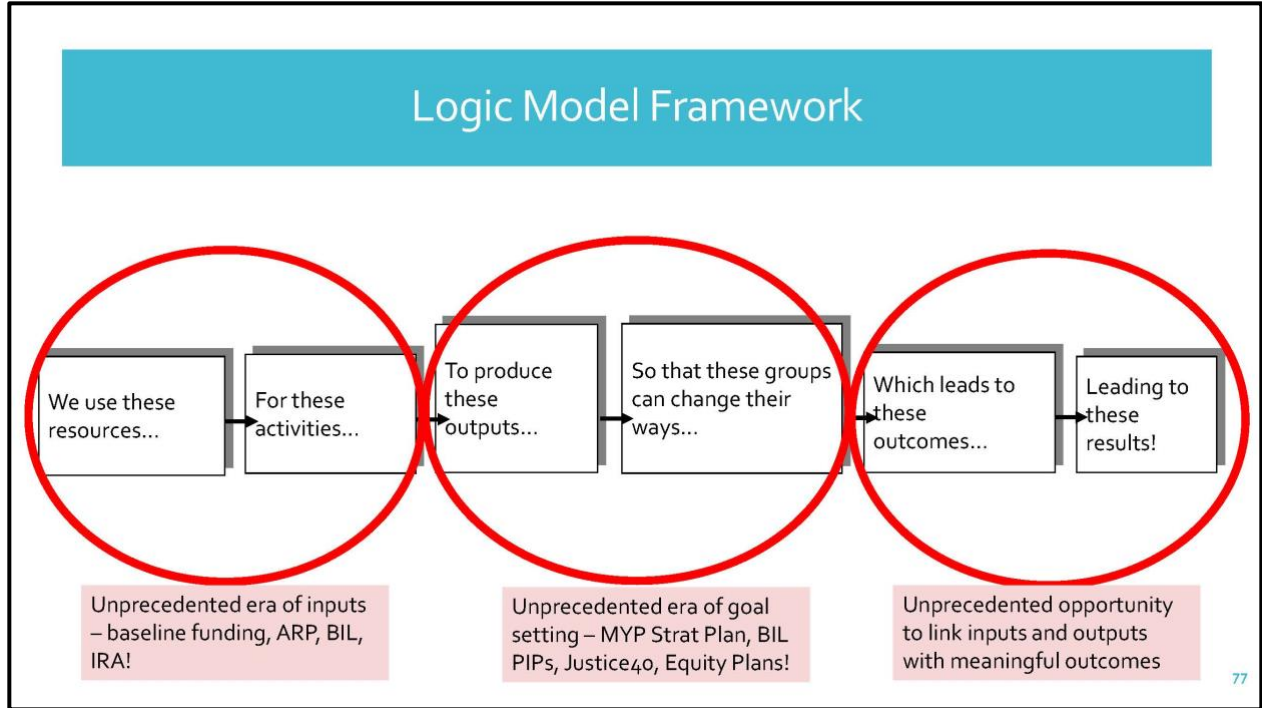 Logic Model Framework
We use these
resources...
For these
activities...
To produce
these
outputs...
So that these groups
can change their
ways...
Which leads to
these
outcomes...
Leading to
these
results!
Unprecedented era of inputs
– baseline funding, ARP, BIL,
IRA!
Unprecedented era of goal
setting – MYP Strat Plan, BIL
PIPs, Justice40, Equity Plans!
Unprecedented opportunity
to link inputs and outputs
with meaningful outcomes
77